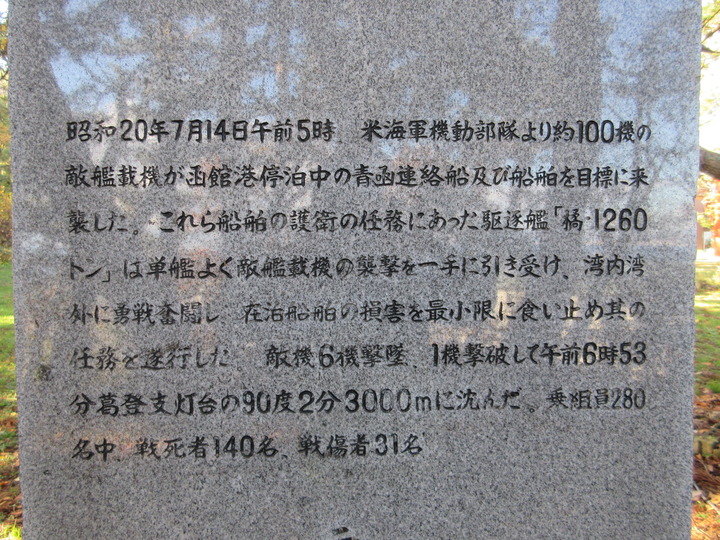 昭和20年7月14日午前5時　米海軍機動部隊より約100機の
敵艦載機が函館港停泊中の青函連絡船及び船舶を目標に来
襲した。これら船舶の護衛の任務にあった駆逐艦「橘・1260
トン」は単艦よく敵艦載機の襲撃を一手に引き受け、湾内湾
外に勇戦奮闘し、在泊船舶の損害を最小限に食い止め其の
任務を遂行した　敵機6機撃墜、1機撃破して午前6時53
分葛登支灯台の90度2分3000mに沈んだ。乗組員280
名中、戦死者140名、戦傷者31名